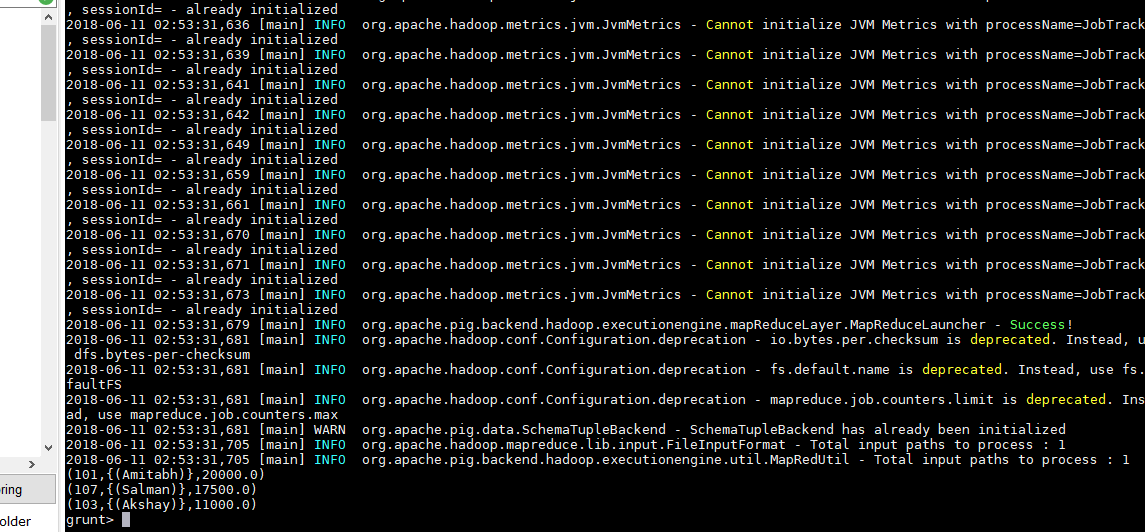 , sessionId= - already initialized
2018-06-11 02:53:31,636 [main] INFO  org.apache.hadoop.metrics.jvm.JvmMetrics - Cannot initialize JVM Metrics with processName=JobTrack
, sessionId= - already initialized
2018-06-11 02:53:31,639 [main] INFO  org.apache.hadoop.metrics.jvm.JvmMetrics - Cannot initialize JVM Metrics with processName=JobTrack
, sessionId= - already initialized
2018-06-11 02:53:31,641 [main] INFO  org.apache.hadoop.metrics.jvm.JvmMetrics - Cannot initialize JVM Metrics with processName=JobTrack
, sessionId= - already initialized
2018-06-11 02:53:31,642 [main] INFO  org.apache.hadoop.metrics.jvm.JvmMetrics - Cannot initialize JVM Metrics with processName=JobTrack
, sessionId= - already initialized
2018-06-11 02:53:31,649 [main] INFO  org.apache.hadoop.metrics.jvm.JvmMetrics - Cannot initialize JVM Metrics with processName=JobTrack
, sessionId= - already initialized
2018-06-11 02:53:31,659 [main] INFO  org.apache.hadoop.metrics.jvm.JvmMetrics - Cannot initialize JVM Metrics with processName=JobTrack
, sessionId= - already initialized
2018-06-11 02:53:31,661 [main] INFO  org.apache.hadoop.metrics.jvm.JvmMetrics - Cannot initialize JVM Metrics with processName=JobTrack
, sessionId= - already initialized
2018-06-11 02:53:31,670 [main] INFO  org.apache.hadoop.metrics.jvm.JvmMetrics - Cannot initialize JVM Metrics with processName=JobTrack
, sessionId= - already initialized
2018-06-11 02:53:31,671 [main] INFO  org.apache.hadoop.metrics.jvm.JvmMetrics - Cannot initialize JVM Metrics with processName=JobTrack
, sessionId= - already initialized
2018-06-11 02:53:31,673 [main] INFO  org.apache.hadoop.metrics.jvm.JvmMetrics - Cannot initialize JVM Metrics with processName=JobTrack
, sessionId= - already initialized
2018-06-11 02:53:31,679 [main] INFO  org.apache.pig.backend.hadoop.executionengine.mapReduceLayer.MapReduceLauncher - Success!
2018-06-11 02:53:31,681 [main] INFO  org.apache.hadoop.conf.Configuration.deprecation - io.bytes.per.checksum is deprecated. Instead, u
 dfs.bytes-per-checksum
2018-06-11 02:53:31,681 [main] INFO  org.apache.hadoop.conf.Configuration.deprecation - fs.default.name is deprecated. Instead, use fs.
faultFS
2018-06-11 02:53:31,681 [main] INFO  org.apache.hadoop.conf.Configuration.deprecation - mapreduce.job.counters.limit is deprecated. Ins
ad, use mapreduce.job.counters.max
2018-06-11 02:53:31,681 [main] WARN  org.apache.pig.data.SchemaTupleBackend - SchemaTupleBackend has already been initialized
2018-06-11 02:53:31,705 [main] INFO  org.apache.hadoop.mapreduce.lib.input.FileInputFormat - Total input paths to process : 1
2018-06-11 02:53:31,705 [main] INFO  org.apache.pig.backend.hadoop.executionengine.util.MapRedUtil - Total input paths to process : 1
(101,{(Amitabh)},20000.0)
(107,{(Salman)},17500.0)
(103,{(Akshay)},11000.0)
grunt>
ring
older